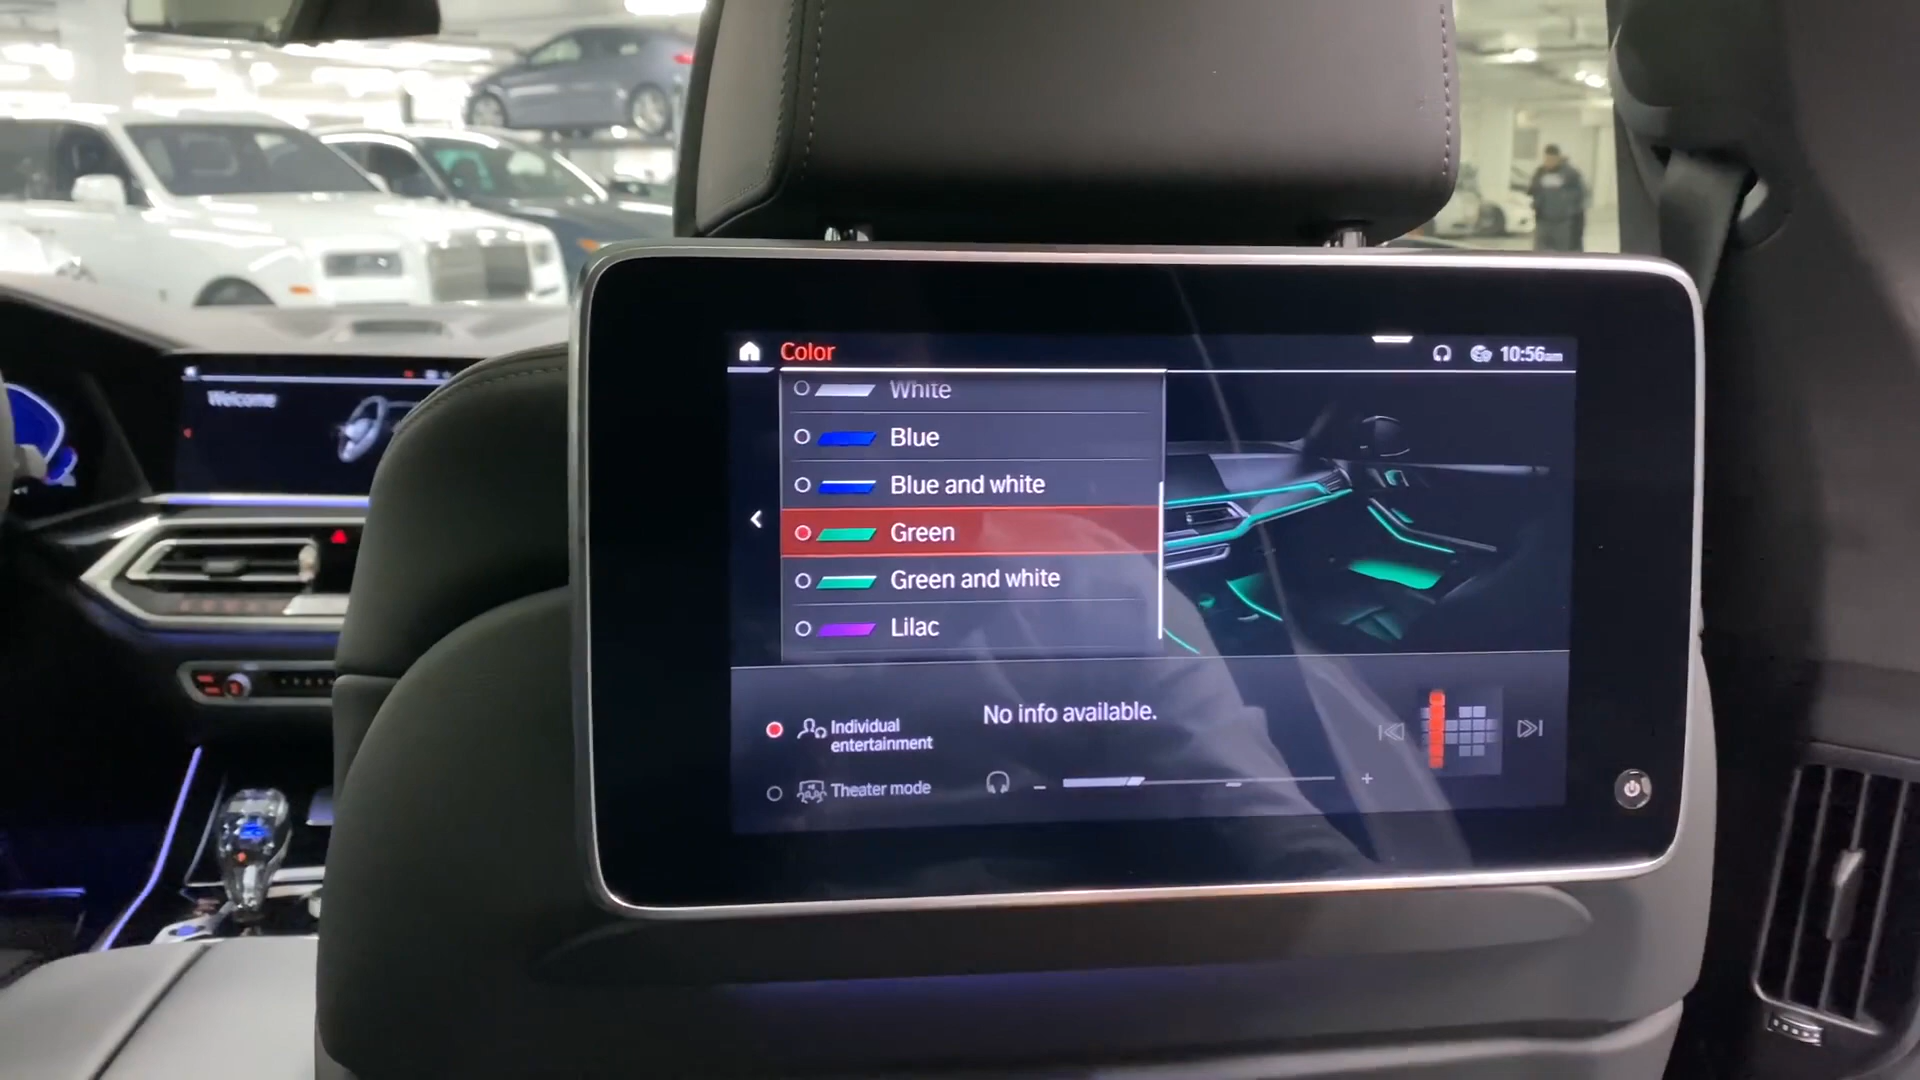 Welcome
Color
10:56am
White
Blue
Blue and white
Green
Green and white
Lilac
Individual
entertainment
No info available.
Theater mode